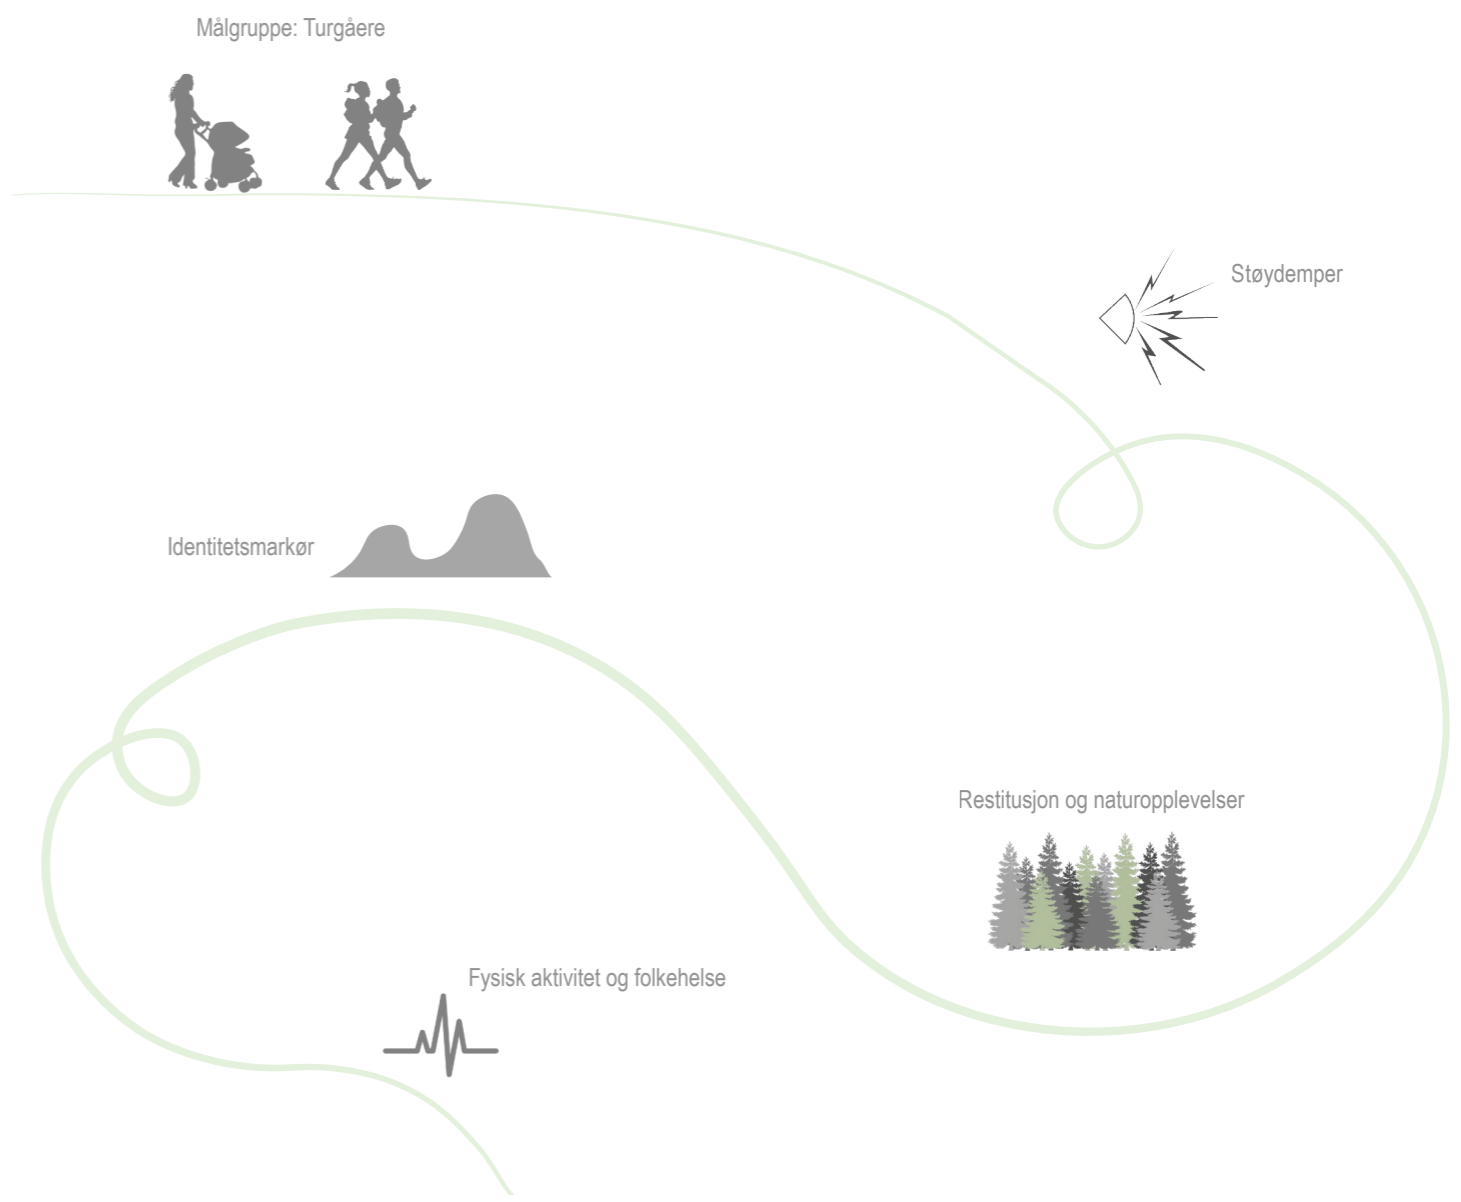 Målgruppe: Turgåere
Støydemper
Identitetsmarkør
Restitusjon og naturopplevelser
Fysisk aktivitet og folkehelse